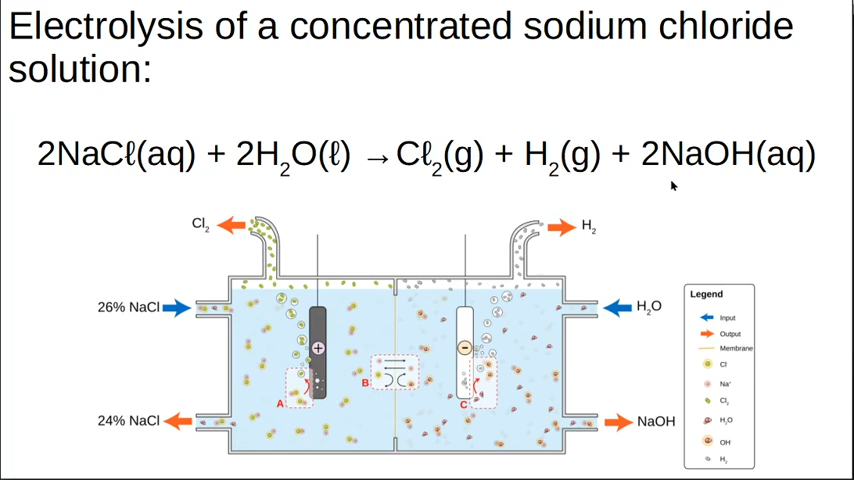 Electrolysis of a concentrated sodium chloride
solution:
2NaCℓ(aq) + 2H₂O(ℓ) →Cℓ₂(g) + H₂(g) + 2NaOH(aq)
Cl₂
H₂
26% NaCl
H₂O
24% NaCl
NaOH
+
−
A
B
C
Legend
Input
Output
Membrane
Cl
Na⁺
Cl₂
H₂O
OH
H₂